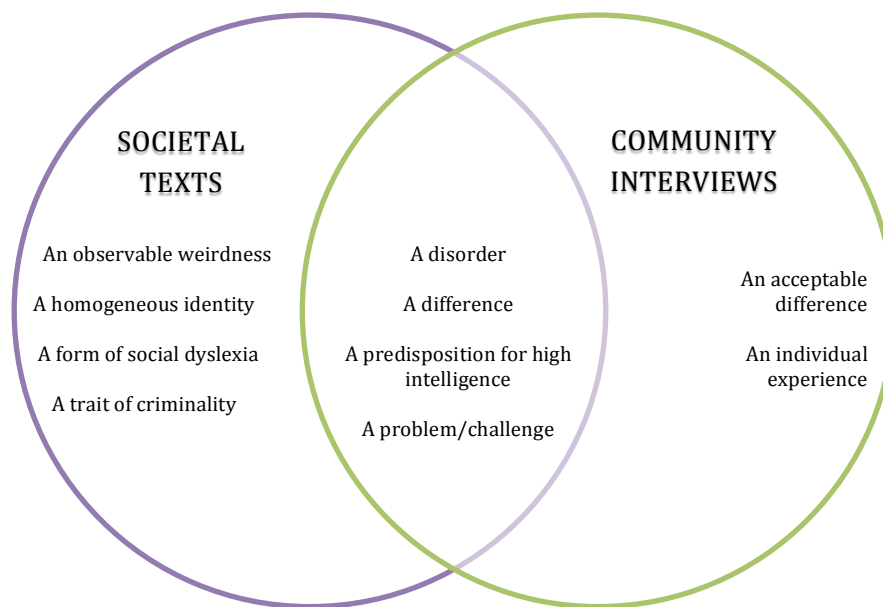 SOCIETAL
TEXTS
An observable weirdness
A homogeneous identity
A form of social dyslexia
A trait of criminality
A disorder
A difference
A predisposition for high
intelligence
A problem/challenge
COMMUNITY
INTERVIEWS
An acceptable
difference
An individual
experience